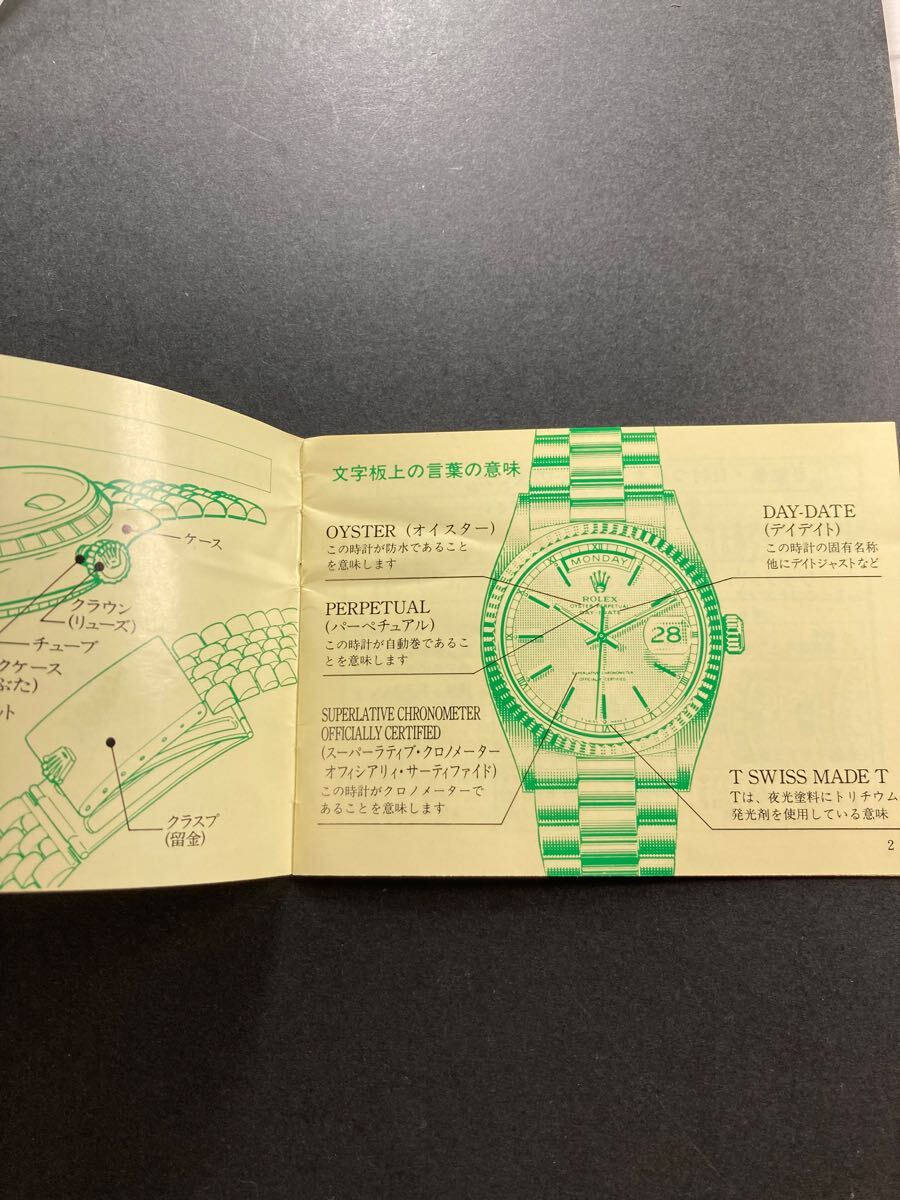 ケース
クラウン
(リューズ)
チューブ
クケース
ぶた)
ット
クラスプ
(留金)
文字板上の言葉の意味
OYSTER (オイスター)
この時計が防水であること
を意味します
PERPETUAL
(パーペチュアル)
この時計が自動巻であるこ
とを意味します
SUPERLATIVE CHRONOMETER
OFFICIALLY CERTIFIED
(スーパーラティブ・クロノメーター
オフィシアリィ・サーティファイド)
この時計がクロノメーターで
あることを意味します
MONDAY
ROLEX
OYSTER PERPETUAL
DAY-DATE
28
SUPERLATIVE CHRONOMETER
OFFICIALLY CERTIFIED
DAY-DATE
(デイデイト)
この時計の固有名称
他にデイトジャストなど
T SWISS MADE T
Tは、夜光塗料にトリチウム
発光剤を使用している意味
2